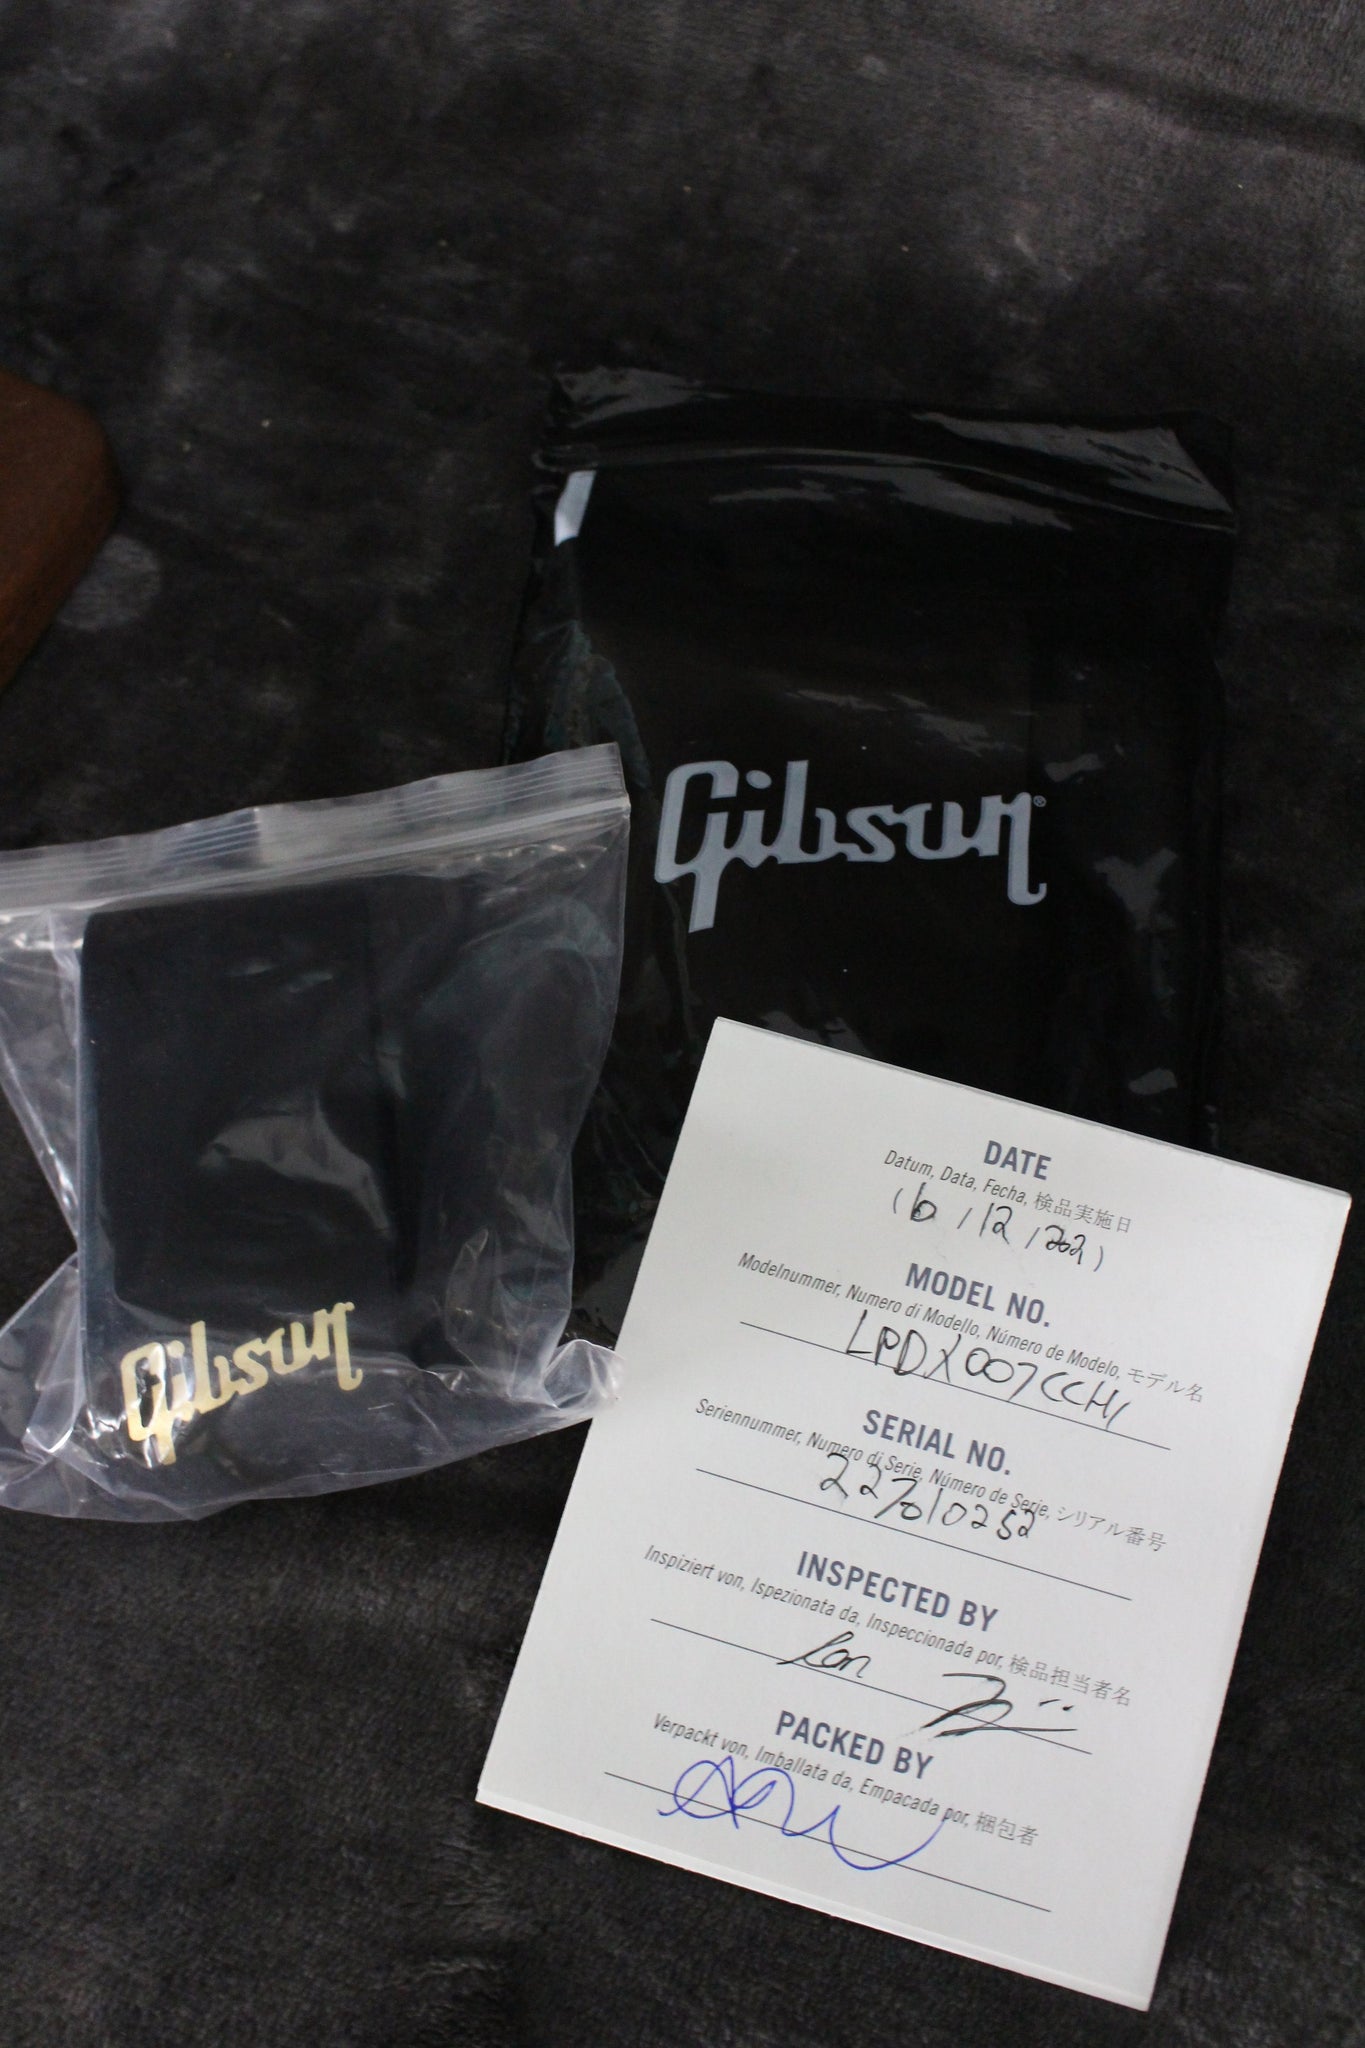 Gibson®
Gibson
DATE
Datum, Data, Fecha, 検品実施日
16/12/2021
MODEL NO.
Modelnummer, Numero di Modello, Número de Modelo, モデル名
LPDX007CCH1
SERIAL NO.
Seriennummer, Numero di Serie, Número de Serie, シリアル番号
227010252
INSPECTED BY
Inspiziert von, Ispezionata da, Inspeccionada por, 検品担当者名
PACKED BY
Verpackt von, Imballata da, Empacada por, 梱包者